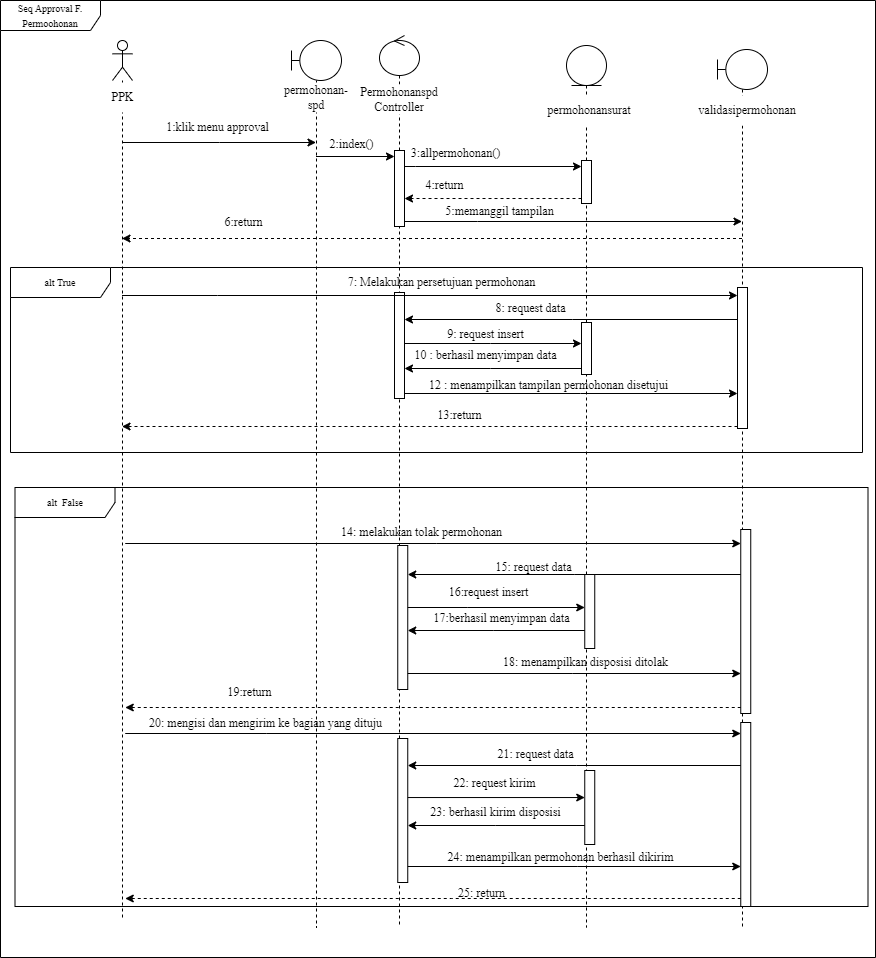 Seq Approval F.
Permoohonan
PPK
permohonan-
spd
Permohonanspd
Controller
permohonansurat
validasipermohonan
1:klik menu approval
2:index()
3:allpermohonan()
4:return
5:memanggil tampilan
6:return
alt True
7: Melakukan persetujuan permohonan
8: request data
9: request insert
10 : berhasil menyimpan data
12 : menampilkan tampilan permohonan disetujui
13:return
alt False
14: melakukan tolak permohonan
15: request data
16:request insert
17:berhasil menyimpan data
18: menampilkan disposisi ditolak
19:return
20: mengisi dan mengirim ke bagian yang dituju
21: request data
22: request kirim
23: berhasil kirim disposisi
24: menampilkan permohonan berhasil dikirim
25: return